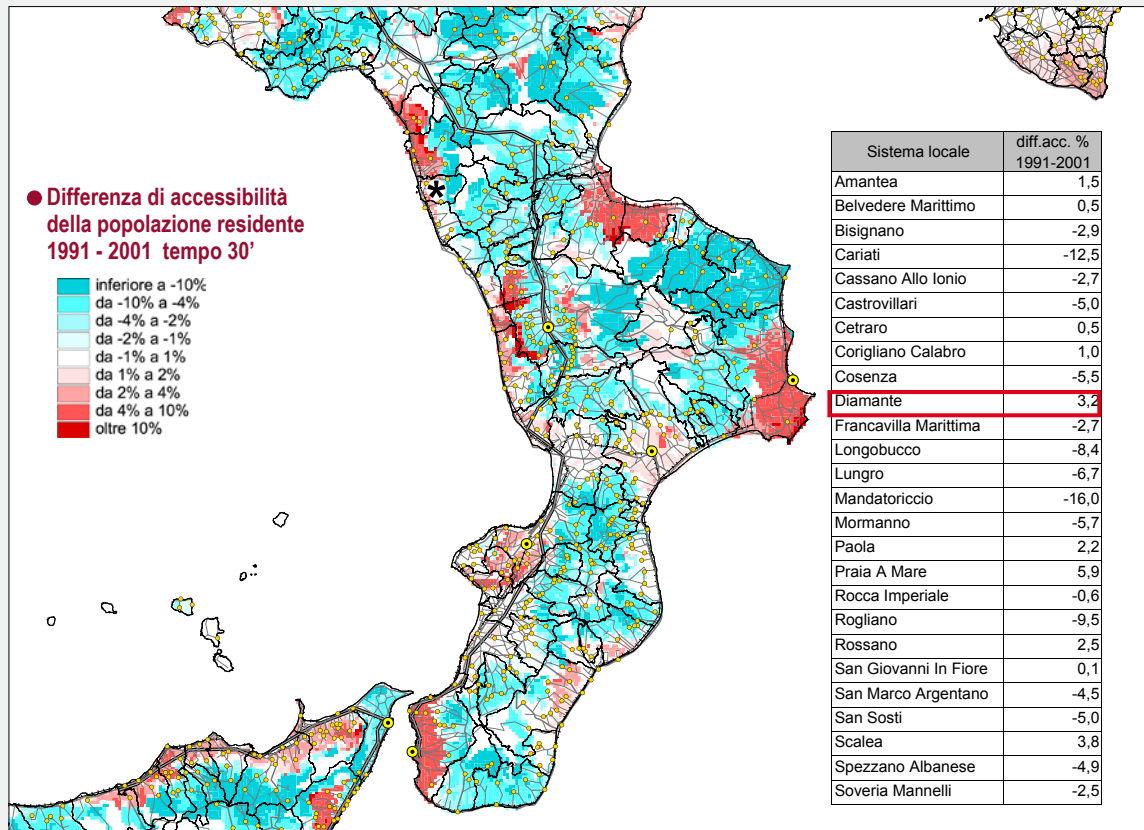 ● Differenza di accessibilità
della popolazione residente
1991 - 2001 tempo 30’
inferiore a -10%
da -10% a -4%
da -4% a -2%
da -2% a -1%
da -1% a 1%
da 1% a 2%
da 2% a 4%
da 4% a 10%
oltre 10%
*
Sistema locale diff.acc. % 1991-2001
Amantea 1,5
Belvedere Marittimo 0,5
Bisignano -2,9
Cariati -12,5
Cassano Allo Ionio -2,7
Castrovillari -5,0
Cetraro 0,5
Corigliano Calabro 1,0
Cosenza -5,5
Diamante 3,2
Francavilla Marittima -2,7
Longobucco -8,4
Lungro -6,7
Mandatoriccio -16,0
Mormanno -5,7
Paola 2,2
Praia A Mare 5,9
Rocca Imperiale -0,6
Rogliano -9,5
Rossano 2,5
San Giovanni In Fiore 0,1
San Marco Argentano -4,5
San Sosti -5,0
Scalea 3,8
Spezzano Albanese -4,9
Soveria Mannelli -2,5